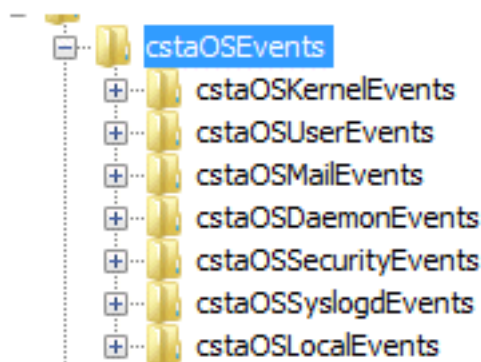 cstaOSEvents
cstaOSKernelEvents
cstaOSUserEvents
cstaOSMailEvents
cstaOSDaemonEvents
cstaOSSecurityEvents
cstaOSSyslogdEvents
cstaOSLocalEvents